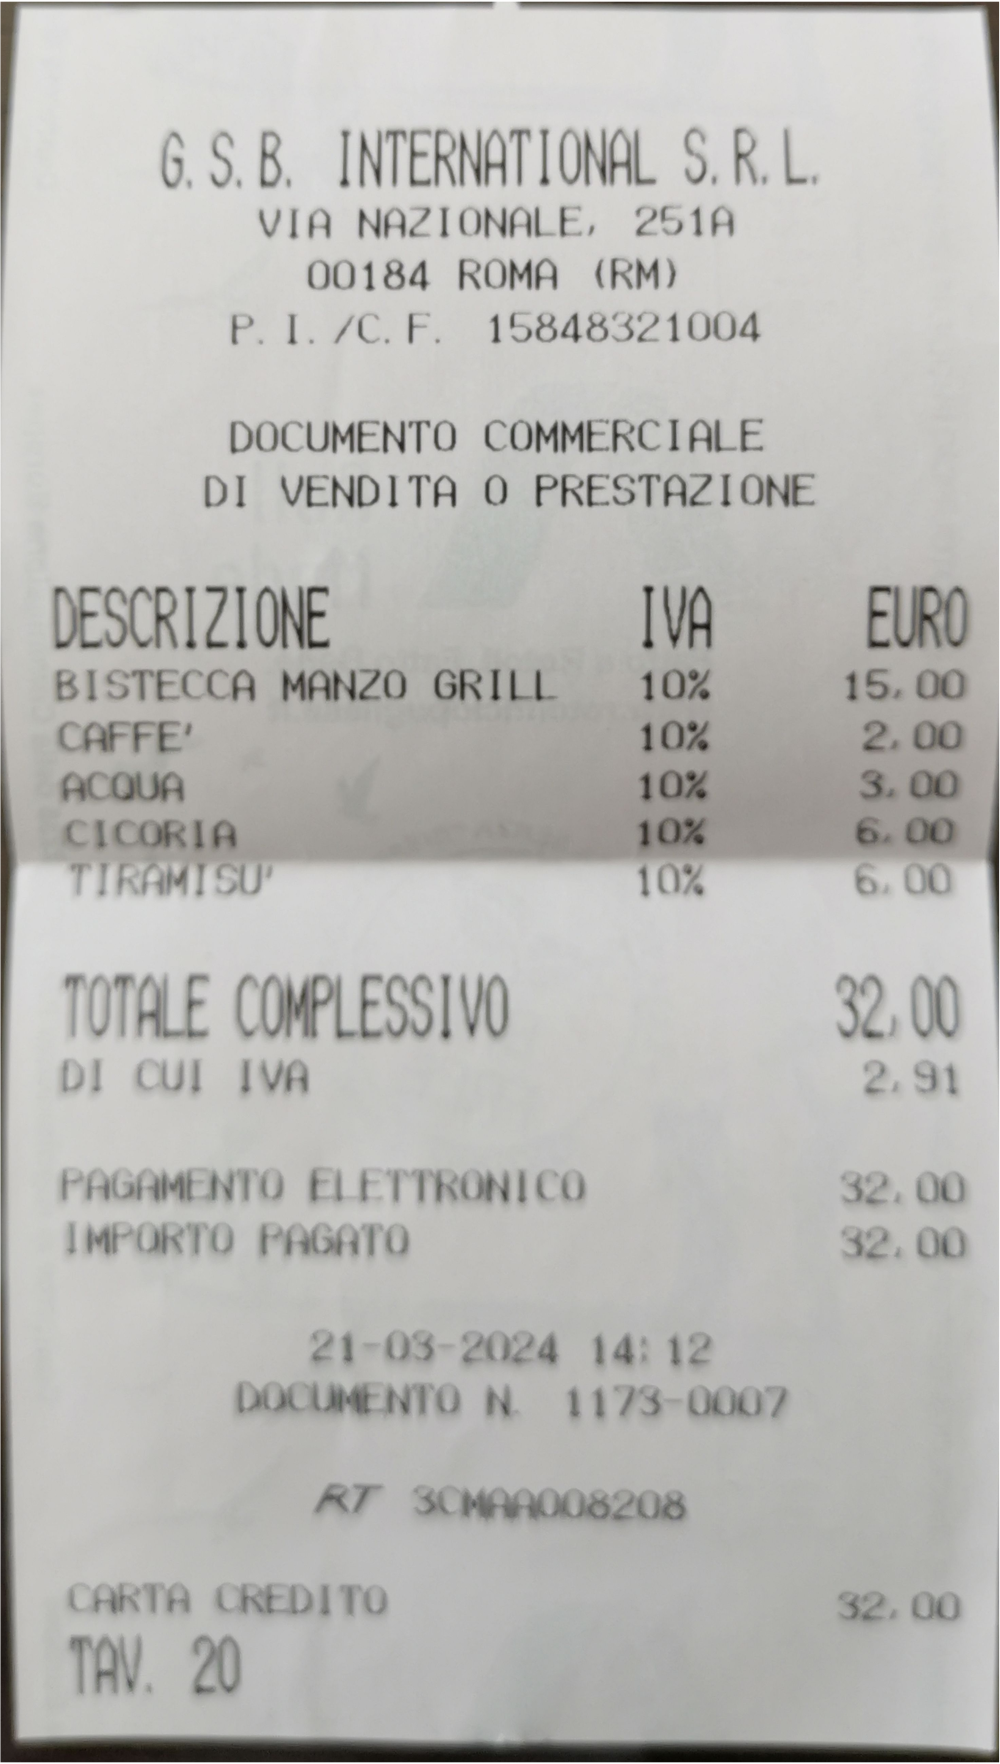 G.S.B. INTERNATIONAL S.R.L.
VIA NAZIONALE, 251A
00184 ROMA (RM)
P.I./C.F. 15848321004
DOCUMENTO COMMERCIALE
DI VENDITA O PRESTAZIONE
DESCRIZIONE IVA EURO
BISTECCA MANZO GRILL 10% 15,00
CAFFE' 10% 2,00
ACQUA 10% 3,00
CICORIA 10% 6,00
TIRAMISU' 10% 6,00
TOTALE COMPLESSIVO 32,00
DI CUI IVA 2,91
PAGAMENTO ELETTRONICO 32,00
IMPORTO PAGATO 32,00
21-03-2024 14:12
DOCUMENTO N. 1173-0007
RT 3CMAA008208
CARTA CREDITO 32,00
TAV. 20